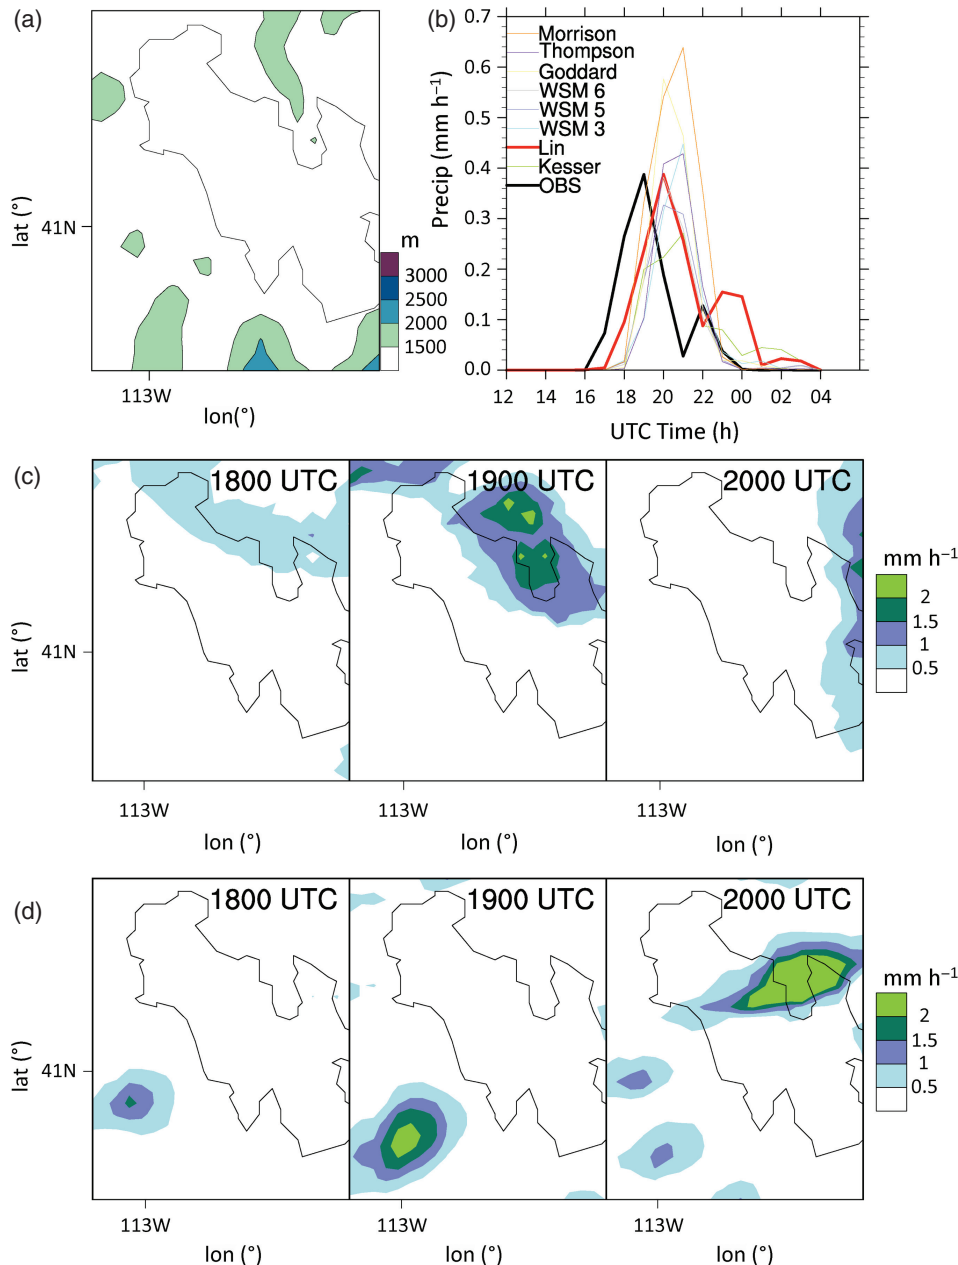 (a)
lat (°)
41N
113W
lon(°)
m
3000
2500
2000
1500
(b)
Precip (mm h⁻¹)
0.7
0.6
0.5
0.4
0.3
0.2
0.1
0.0
Morrison
Thompson
Goddard
WSM 6
WSM 5
WSM 3
Lin
Kesser
OBS
12 14 16 18 20 22 00 02 04
UTC Time (h)
(c)
1800 UTC 1900 UTC 2000 UTC
lat (°)
41N
113W 113W 113W
lon (°) lon (°) lon (°)
mm h⁻¹
2
1.5
1
0.5
(d)
1800 UTC 1900 UTC 2000 UTC
lat (°)
41N
113W 113W 113W
lon (°) lon (°) lon (°)
mm h⁻¹
2
1.5
1
0.5